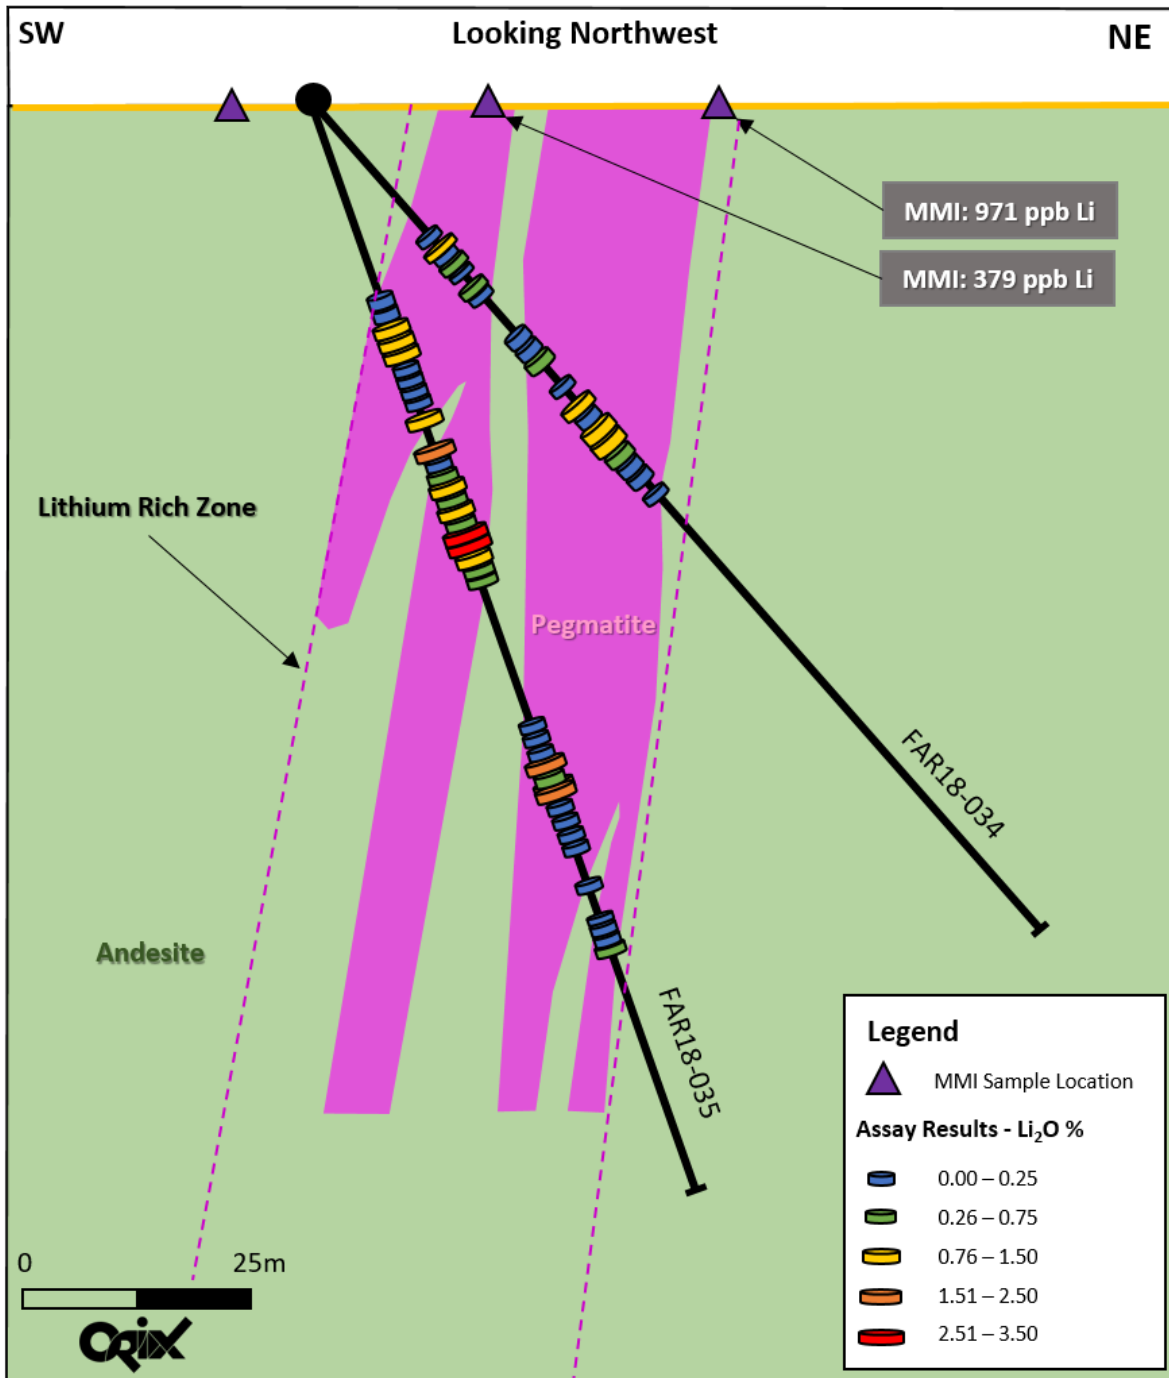 SW
Looking Northwest
NE
MMI: 971 ppb Li
MMI: 379 ppb Li
Lithium Rich Zone
Pegmatite
FAR18-034
Andesite
FAR18-035
Legend
MMI Sample Location
Assay Results - Li₂O %
0.00 – 0.25
0.26 – 0.75
0.76 – 1.50
1.51 – 2.50
2.51 – 3.50
0 25m
Orix